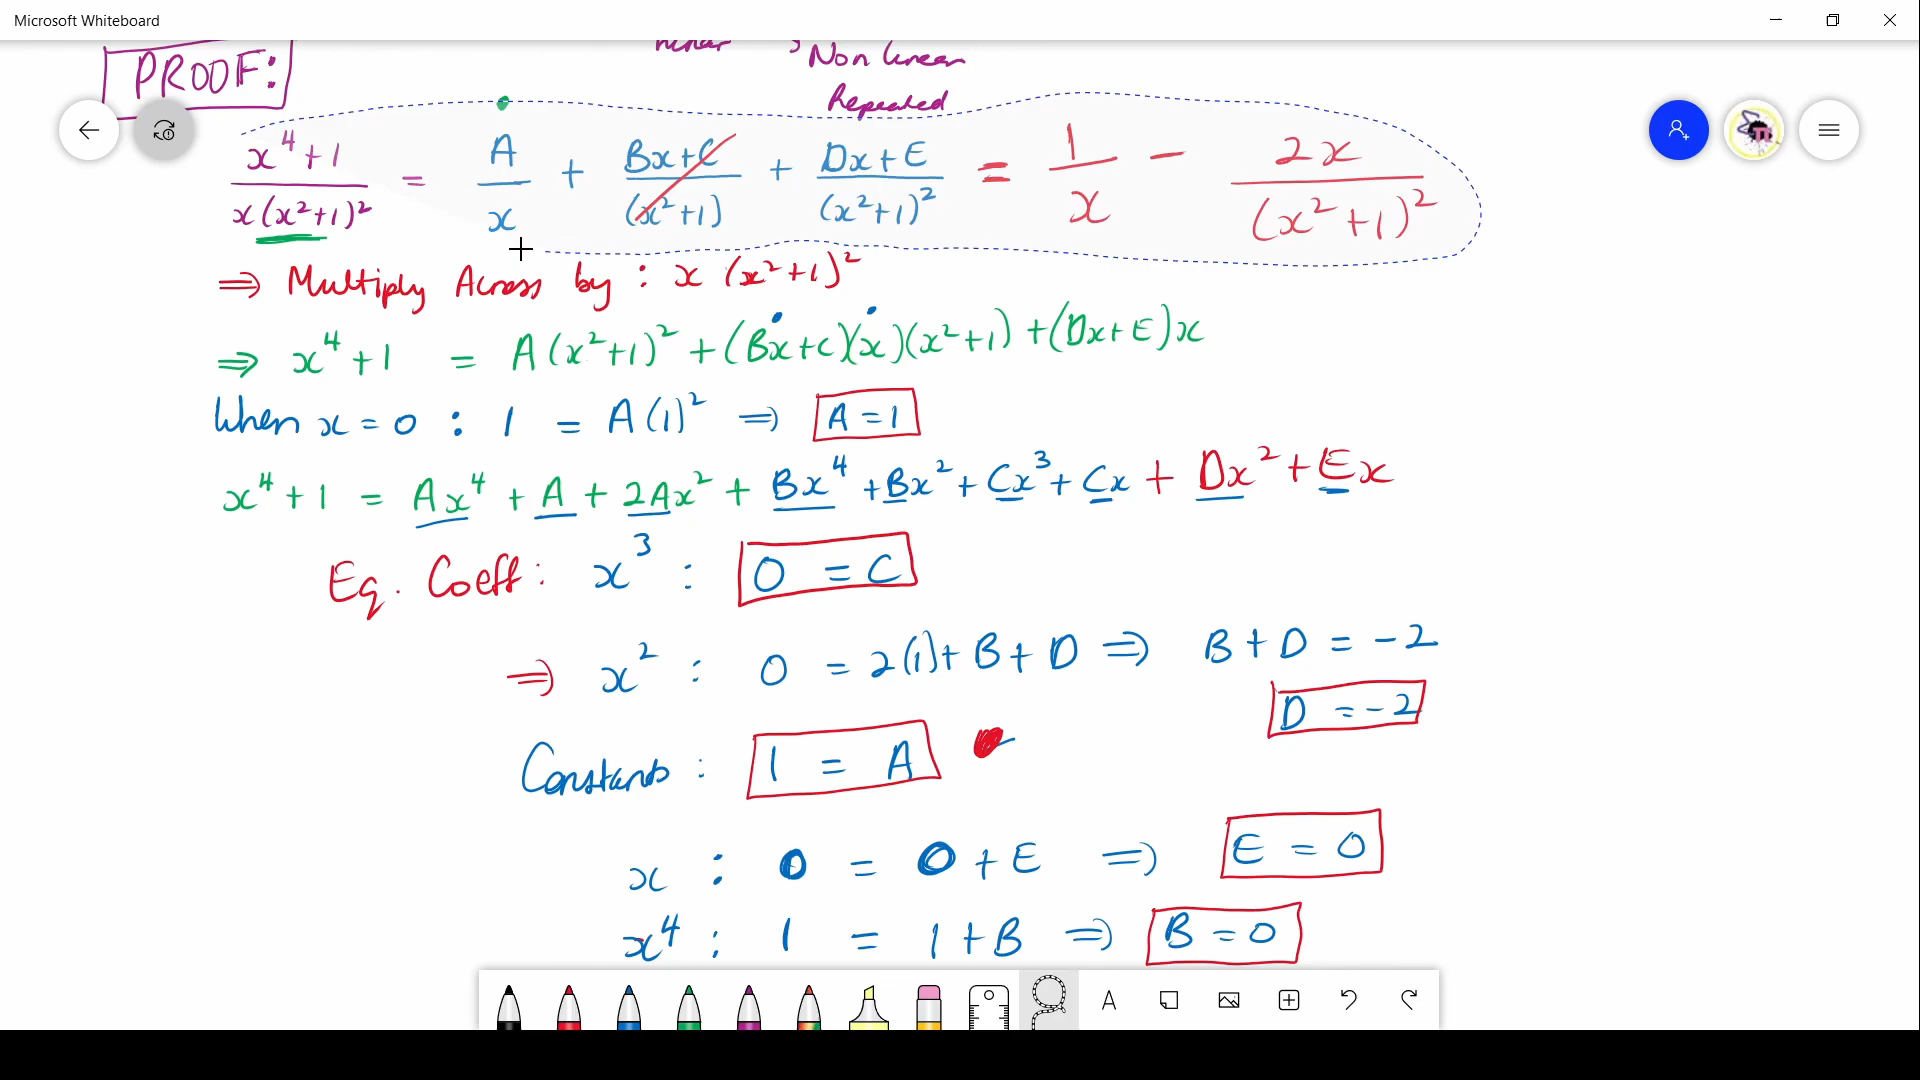 Microsoft Whiteboard
Non linear
PROOF:
Repeated
x⁴+1 / x(x²+1)² = A/x + Bx+C/(x²+1) + Dx+E/(x²+1)² = 1/x − 2x/(x²+1)²
⇒ Multiply Across by : x (x²+1)²
⇒ x⁴+1 = A(x²+1)² + (Bx+C)(x)(x²+1) + (Dx+E)x
When x = 0 : 1 = A(1)² ⇒ A = 1
x⁴+1 = Ax⁴ + A + 2Ax² + Bx⁴ + Bx² + Cx³ + Cx + Dx² + Ex
Eq. Coeff : x³ : 0 = C
⇒ x² : 0 = 2(1) + B + D ⇒ B + D = -2
D = -2
Constants : 1 = A
x : 0 = 0 + E ⇒ E = 0
x⁴ : 1 = 1 + B ⇒ B = 0
A